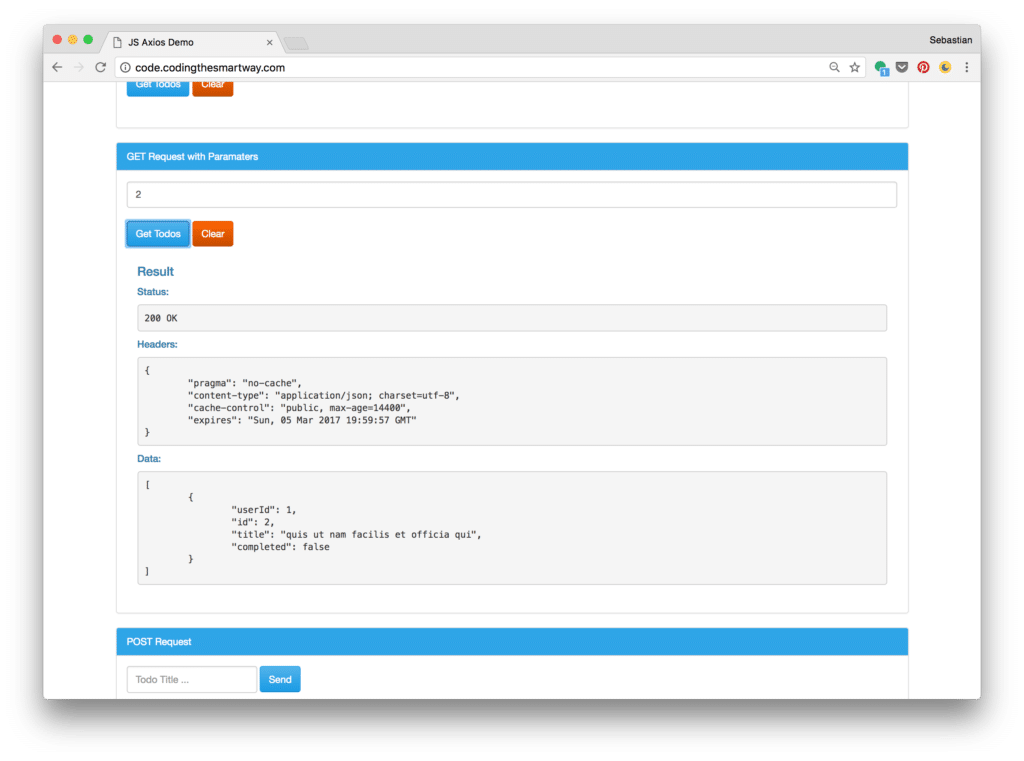 JS Axios Demo
Sebastian
code.codingthesmartway.com
1
Get Todos Clear
GET Request with Paramaters
2
Get Todos Clear
Result
Status:
200 OK
Headers:
{
"pragma": "no-cache",
"content-type": "application/json; charset=utf-8",
"cache-control": "public, max-age=14400",
"expires": "Sun, 05 Mar 2017 19:59:57 GMT"
}
Data:
[
{
"userId": 1,
"id": 2,
"title": "quis ut nam facilis et officia qui",
"completed": false
}
]
POST Request
Todo Title ... Send